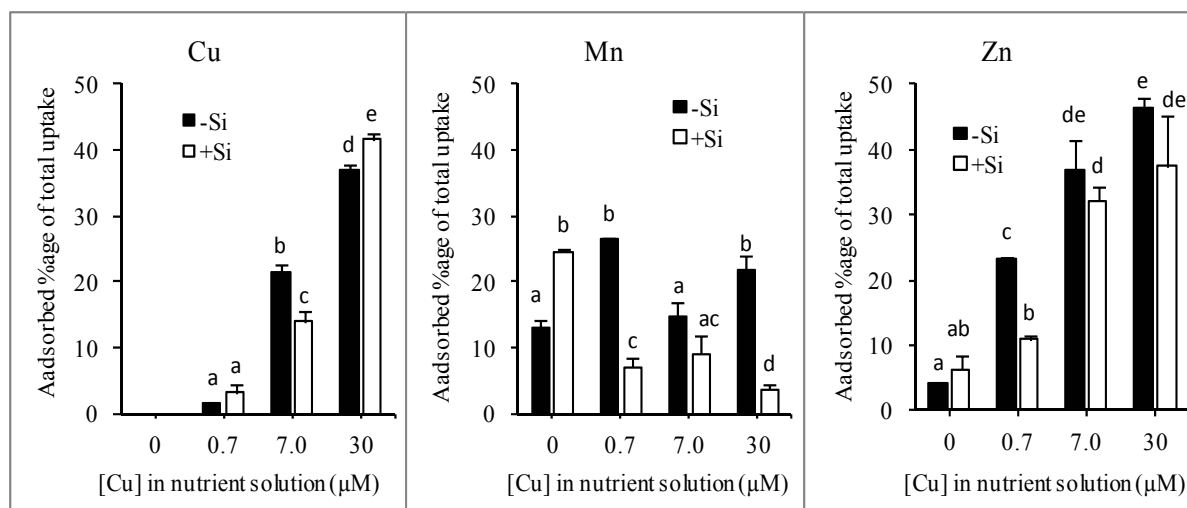 Cu
Aadsorbed %age of total uptake
50
40
30
20
10
0
-Si
+Si
a
a
b
c
d
e
0 0.7 7.0 30
[Cu] in nutrient solution (μM)
Mn
Aadsorbed %age of total uptake
50
40
30
20
10
0
-Si
+Si
a
b
b
c
a
ac
b
d
0 0.7 7.0 30
[Cu] in nutrient solution (μM)
Zn
Aadsorbed %age of total uptake
50
40
30
20
10
0
-Si
+Si
a
ab
c
b
de
d
e
de
0 0.7 7.0 30
[Cu] in nutrient solution (μM)